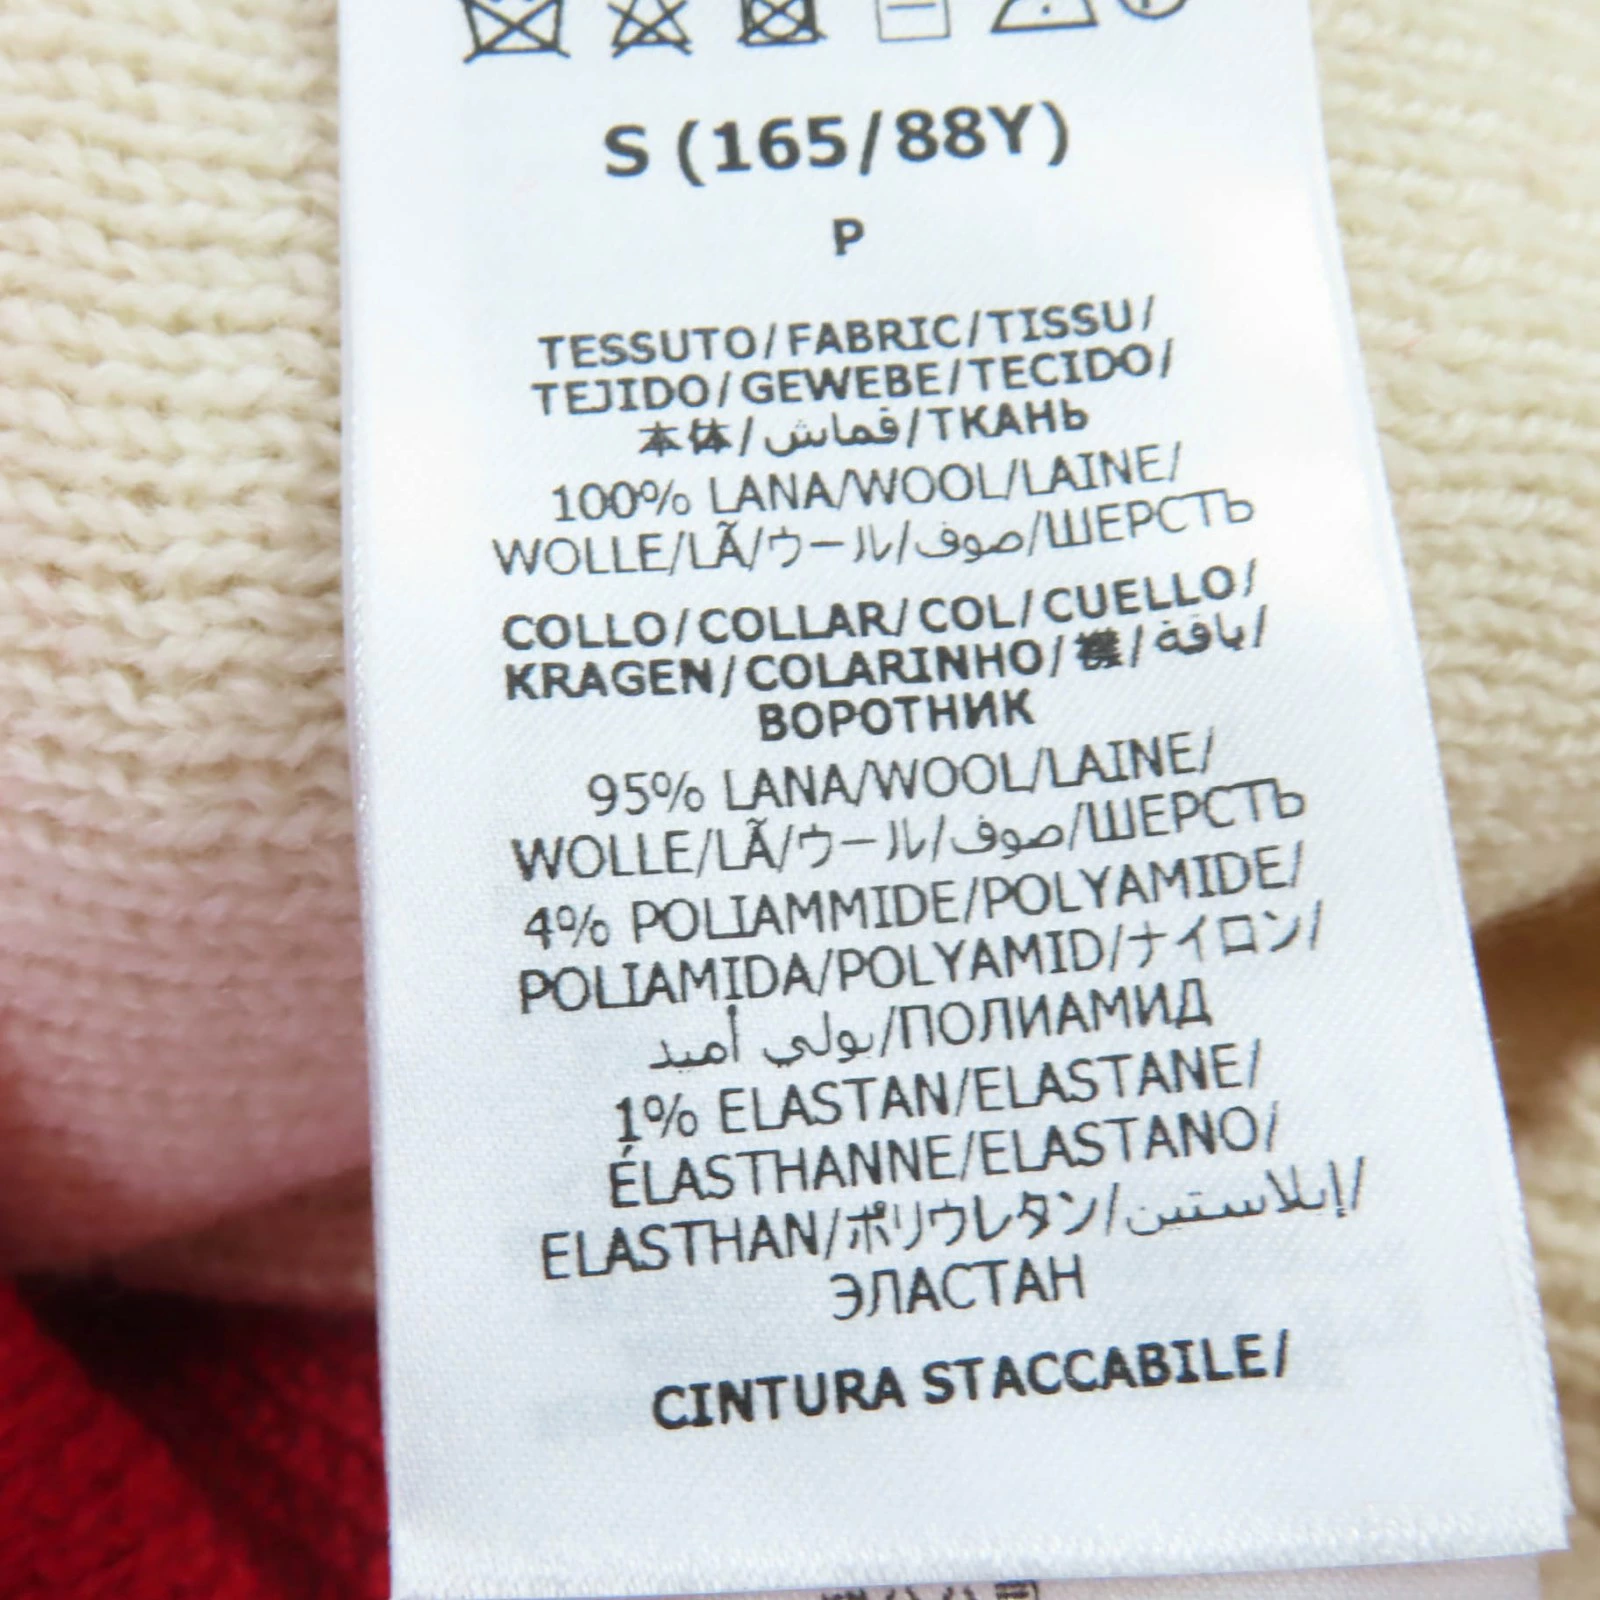 S (165/88Y)
P
TESSUTO/FABRIC/TISSU/
TEJIDO/GEWEBE/TECIDO/
本体/قماش/ТКАНЬ
100% LANA/WOOL/LAINE/
WOLLE/LÃ/ウール/صوف/ШЕРСТЬ
COLLO/COLLAR/COL/CUELLO/
KRAGEN/COLARINHO/襟/ياقة/
ВОРОТНИК
95% LANA/WOOL/LAINE/
WOLLE/LÃ/ウール/صوف/ШЕРСТЬ
4% POLIAMMIDE/POLYAMIDE/
POLIAMIDA/POLYAMID/ナイロン/
بولي أميد/ПОЛИАМИД
1% ELASTAN/ELASTANE/
ÉLASTHANNE/ELASTANO/
ELASTHAN/ポリウレタン/إيلاستين/
ЭЛАСТАН
CINTURA STACCABILE/